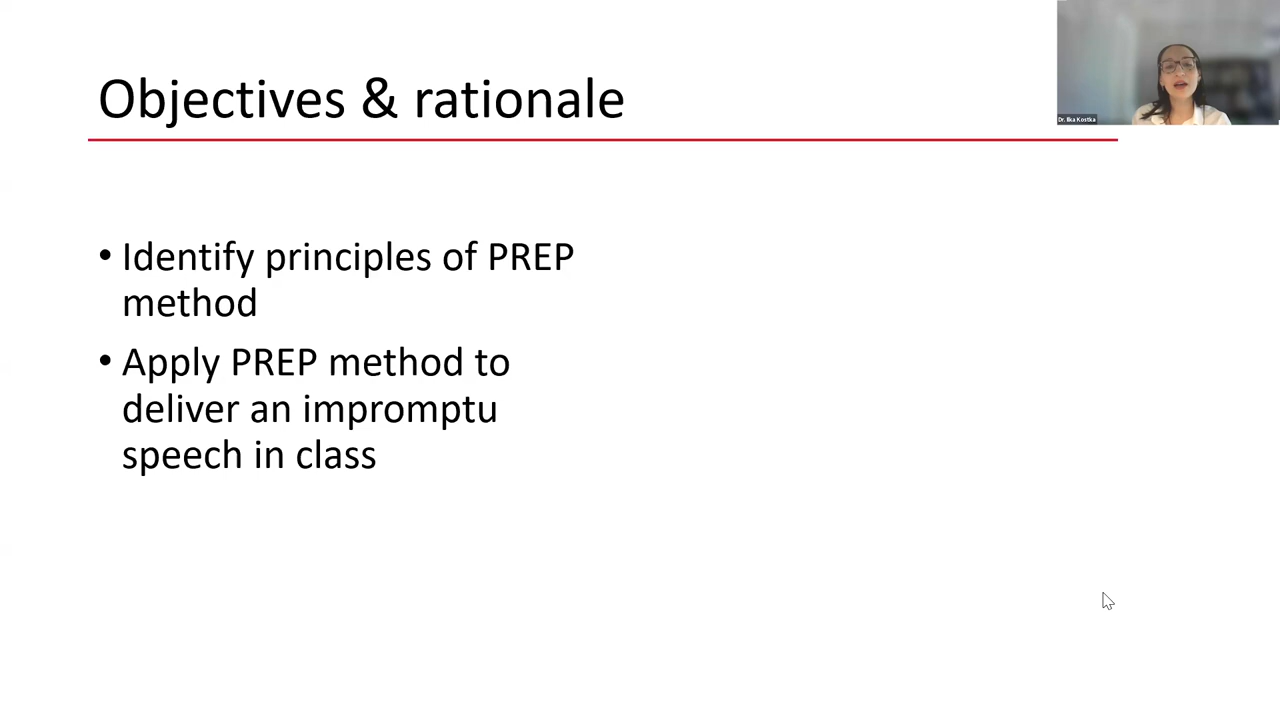 Objectives & rationale
Dr. Ilka Kostka
• Identify principles of PREP
method
• Apply PREP method to
deliver an impromptu
speech in class